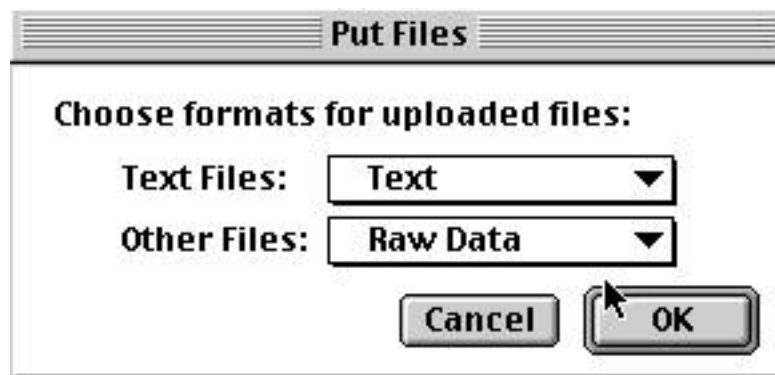 Put Files
Choose formats for uploaded files:
Text Files: Text
Other Files: Raw Data
Cancel OK